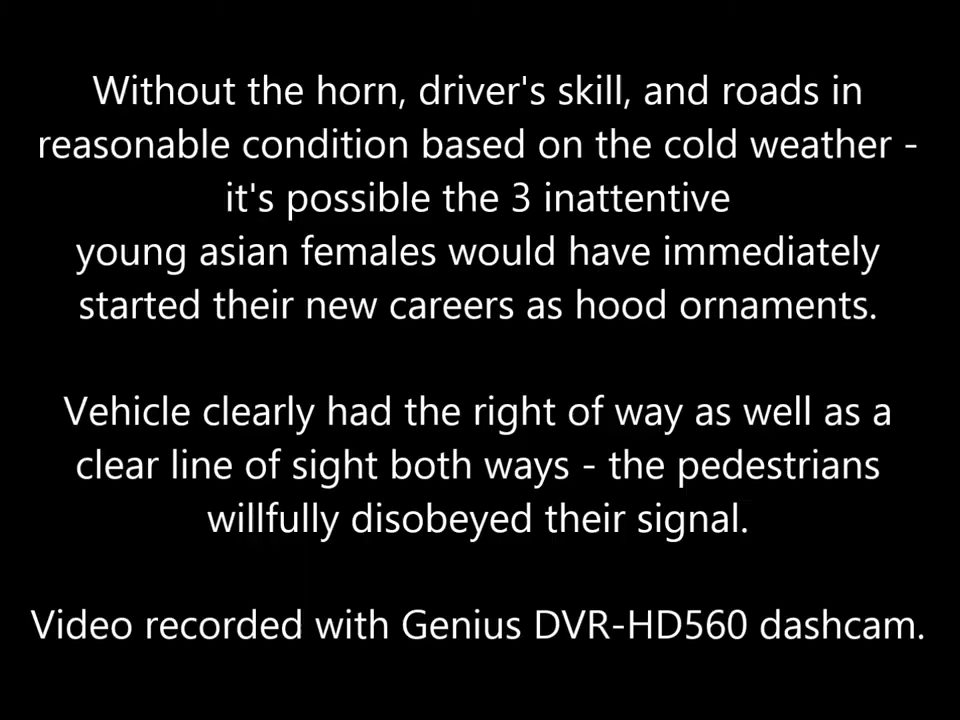 Without the horn, driver's skill, and roads in
reasonable condition based on the cold weather -
it's possible the 3 inattentive
young asian females would have immediately
started their new careers as hood ornaments.
Vehicle clearly had the right of way as well as a
clear line of sight both ways - the pedestrians
willfully disobeyed their signal.
Video recorded with Genius DVR-HD560 dashcam.